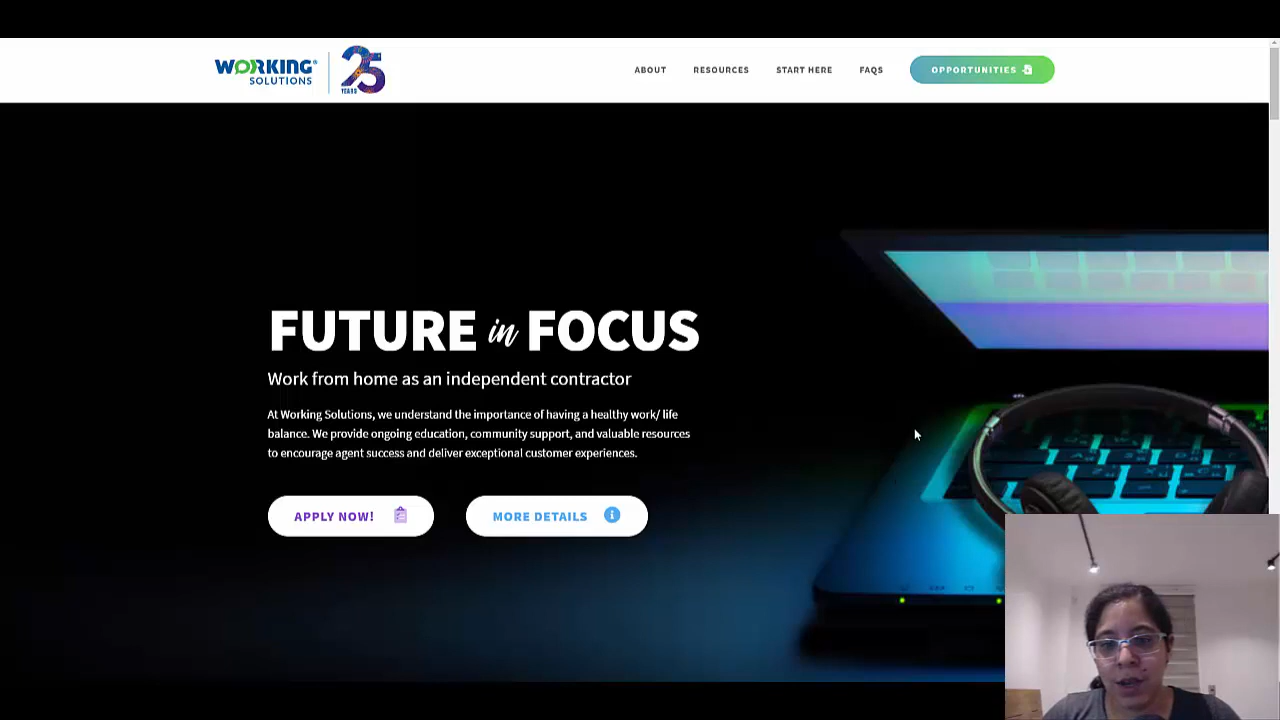 WORKING®
SOLUTIONS
25
YEARS
ABOUT
RESOURCES
START HERE
FAQS
OPPORTUNITIES
FUTURE in FOCUS
Work from home as an independent contractor
At Working Solutions, we understand the importance of having a healthy work/ life
balance. We provide ongoing education, community support, and valuable resources
to encourage agent success and deliver exceptional customer experiences.
APPLY NOW!
MORE DETAILS